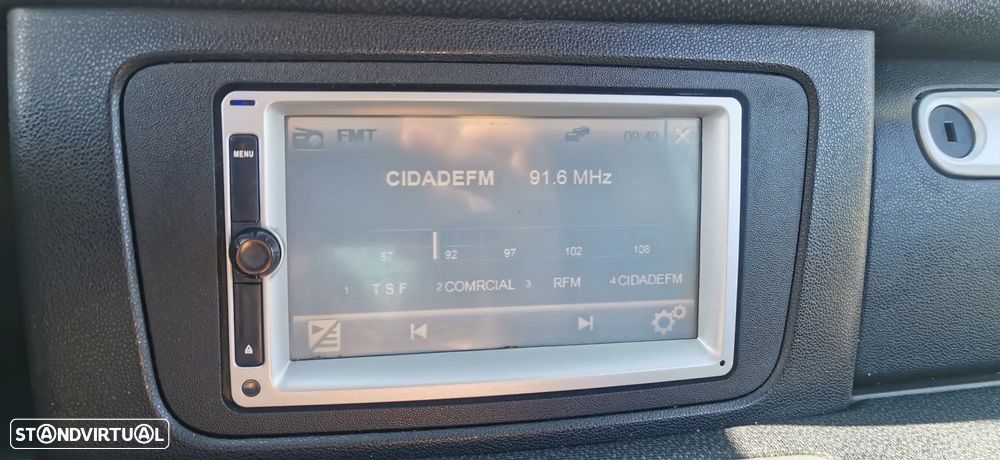 MENU
FMT 09:40
CIDADEFM 91.6 MHz
87 92 97 102 108
1 TSF 2 COMRCIAL 3 RFM 4 CIDADEFM
STANDVIRTUAL